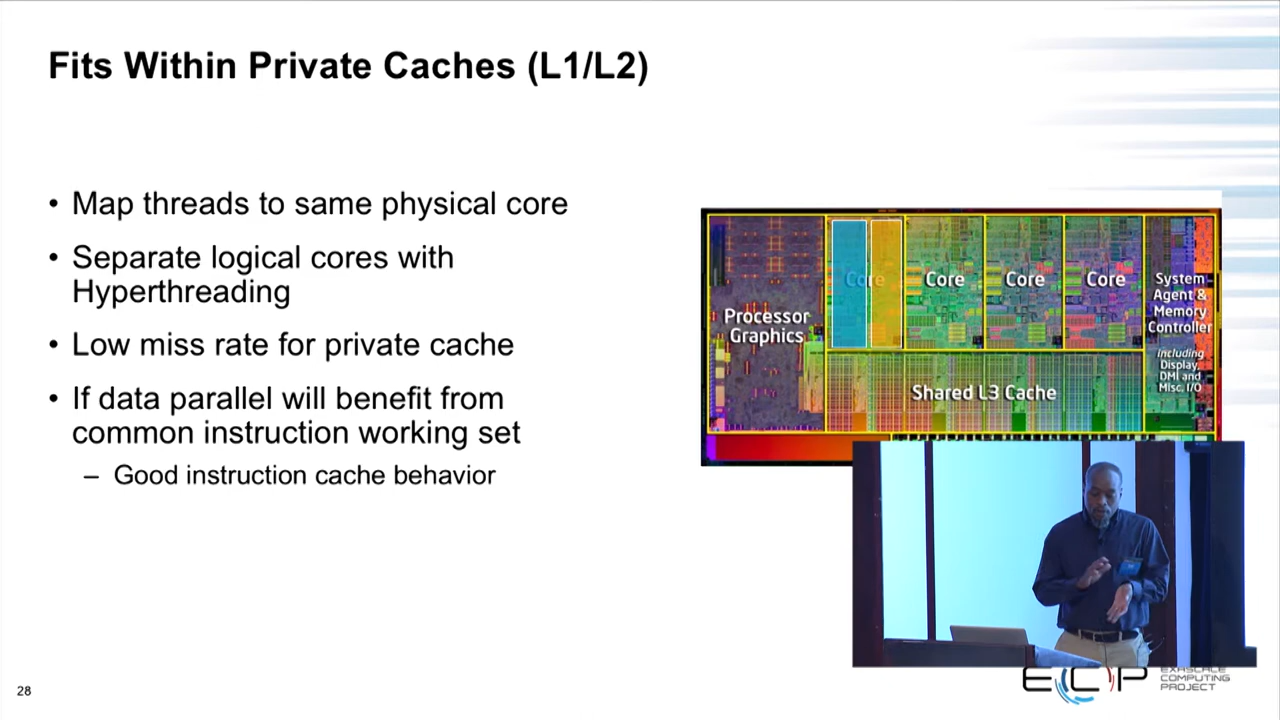 Fits Within Private Caches (L1/L2)
• Map threads to same physical core
• Separate logical cores with
Hyperthreading
• Low miss rate for private cache
• If data parallel will benefit from
common instruction working set
– Good instruction cache behavior
Processor
Graphics
Core
Core
Core
Core
System
Agent &
Memory
Controller
including
Display,
DMI and
Misc. I/O
Shared L3 Cache
28
ECP
EXASCALE
COMPUTING
PROJECT